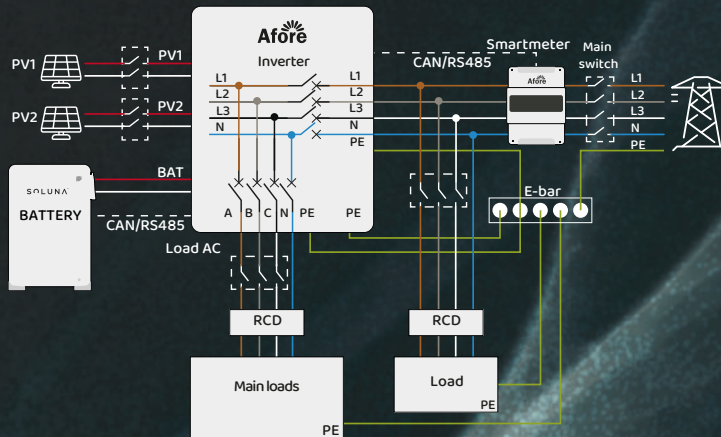 Afore
Inverter
PV1
PV1
PV2
PV2
L1
L2
L3
N
L1
L2
L3
N
PE
CAN/RS485
Smartmeter
Afore
Main
switch
L1
L2
L3
N
PE
BAT
SOLUNA
BATTERY
CAN/RS485
A
B
C
N
PE
PE
E-bar
Load AC
RCD
RCD
Main loads
PE
Load
PE